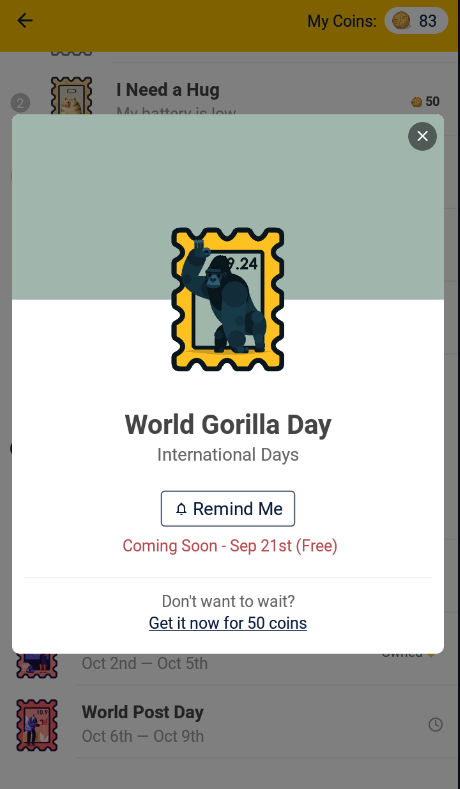 My Coins: 83
2
I Need a Hug
50
My battery is low
9.24
World Gorilla Day
International Days
Remind Me
Coming Soon - Sep 21st (Free)
Don't want to wait?
Get it now for 50 coins
Oct 2nd — Oct 5th
Owned
World Post Day
Oct 6th — Oct 9th